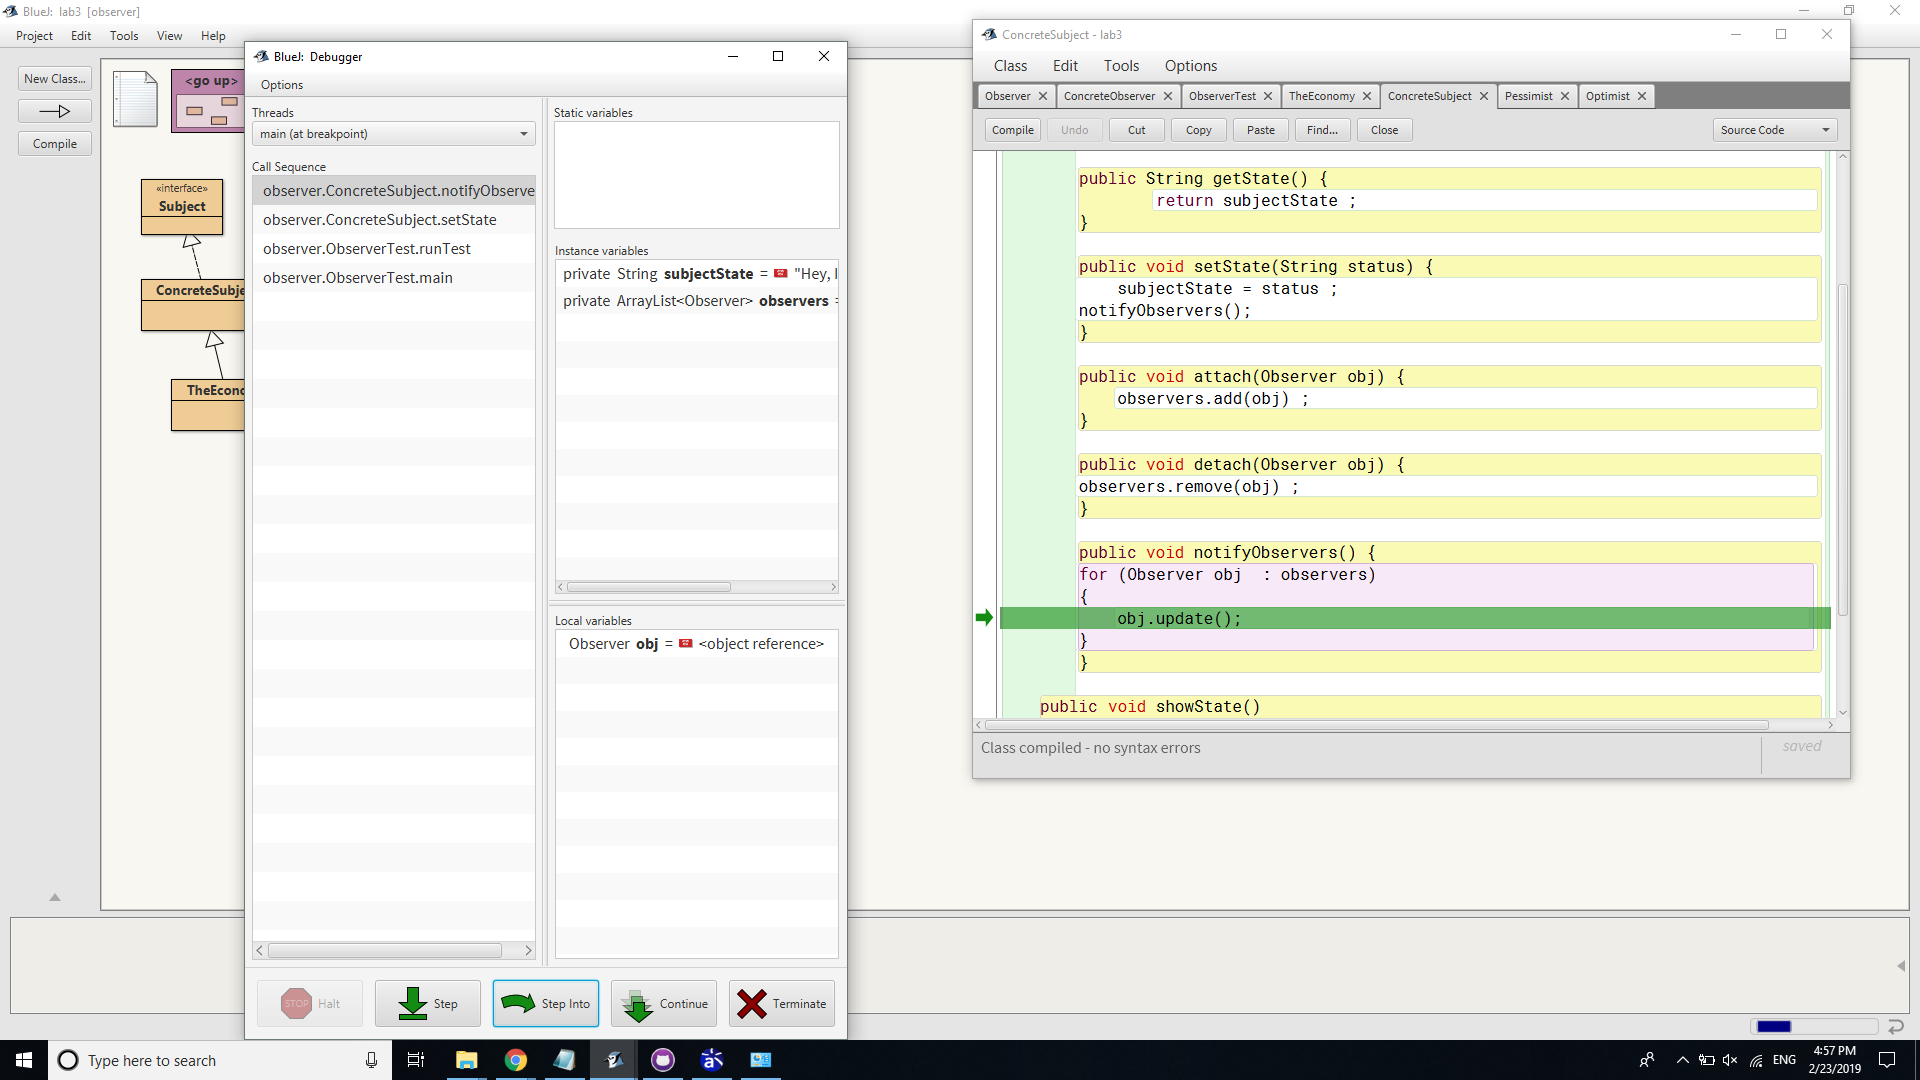 BlueJ: lab3 [observer]
Project Edit Tools View Help
New Class...
Compile
<go up>
«interface»
Subject
ConcreteSubje
TheEcono
BlueJ: Debugger
Options
Threads
main (at breakpoint)
Call Sequence
observer.ConcreteSubject.notifyObserve
observer.ConcreteSubject.setState
observer.ObserverTest.runTest
observer.ObserverTest.main
Static variables
Instance variables
private String subjectState = "Hey, I
private ArrayList<Observer> observers =
Local variables
Observer obj = <object reference>
STOP Halt
Step
Step Into
Continue
Terminate
ConcreteSubject - lab3
Class Edit Tools Options
Observer ConcreteObserver ObserverTest TheEconomy ConcreteSubject Pessimist Optimist
Compile Undo Cut Copy Paste Find... Close Source Code
public String getState() {
return subjectState ;
}
public void setState(String status) {
subjectState = status ;
notifyObservers();
}
public void attach(Observer obj) {
observers.add(obj) ;
}
public void detach(Observer obj) {
observers.remove(obj) ;
}
public void notifyObservers() {
for (Observer obj : observers)
{
obj.update();
}
}
public void showState()
Class compiled - no syntax errors
saved
Type here to search
ENG
4:57 PM
2/23/2019